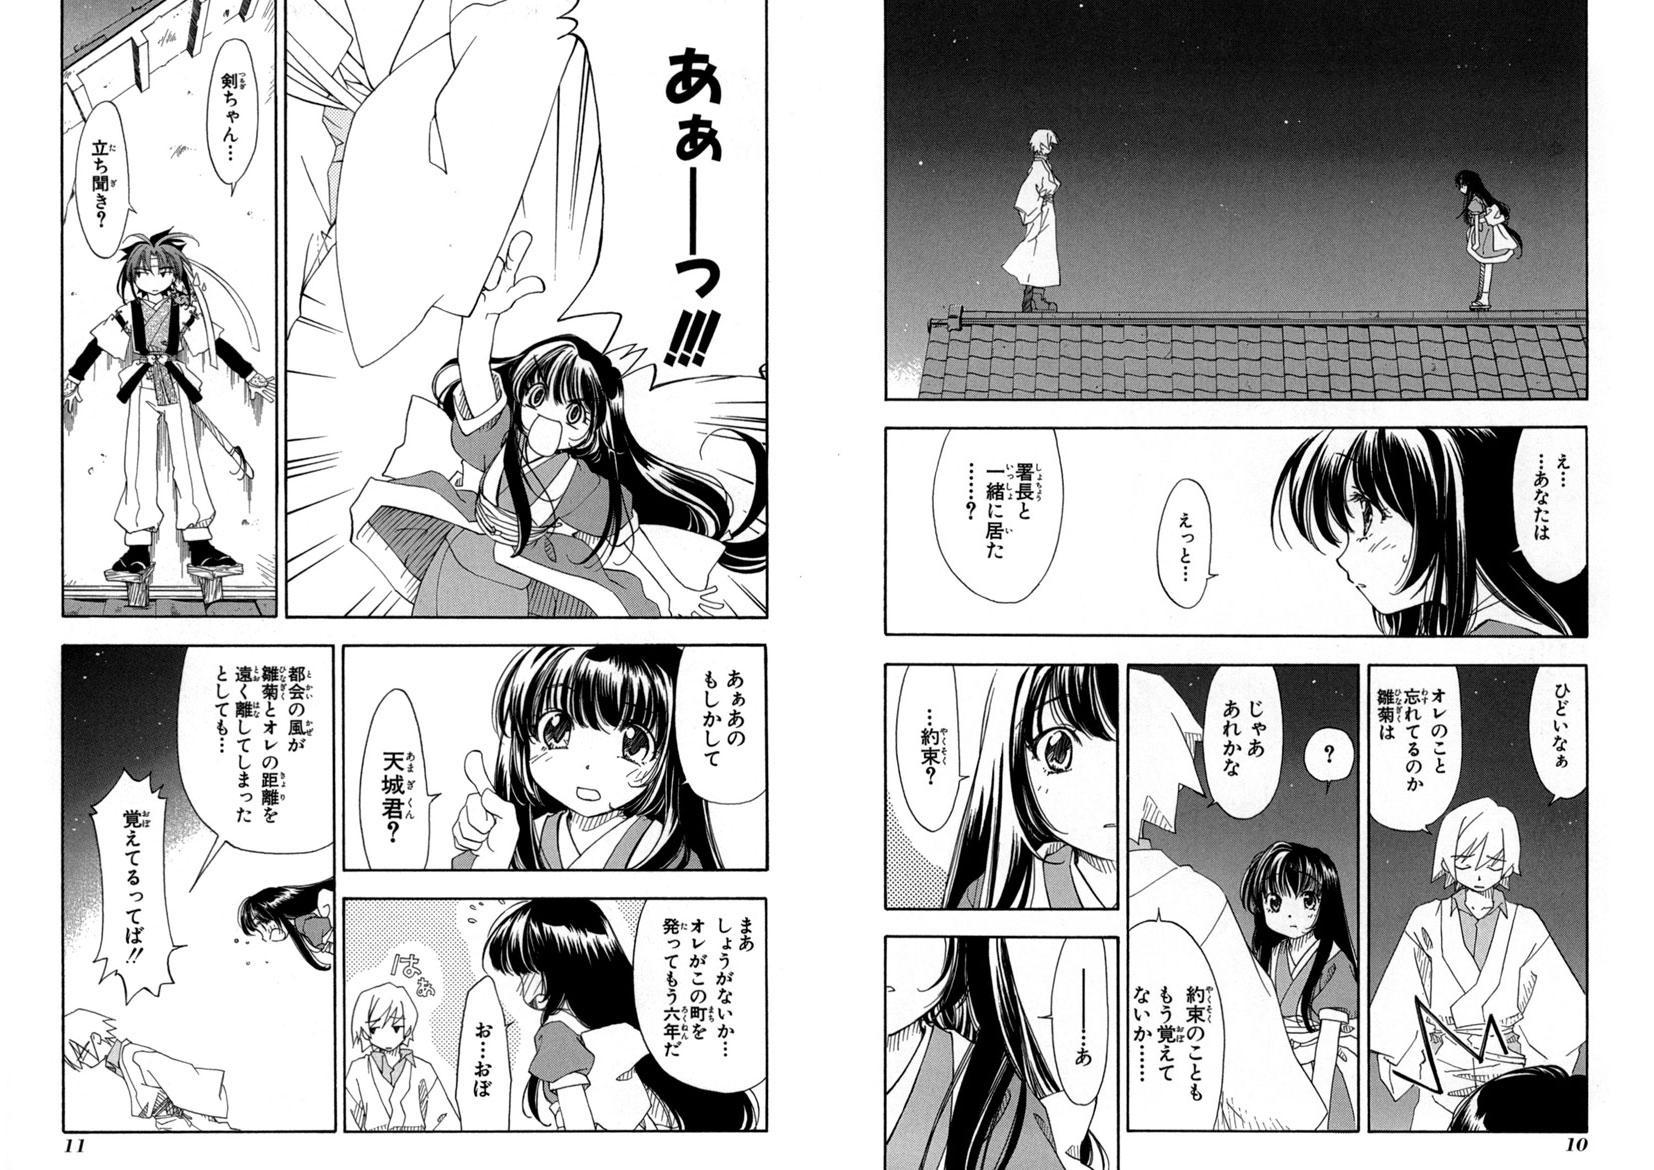 え…
…あなたは
えっと…
署長と
一緒に居た
……？
ひどいなぁ
オレのこと
忘れてるのか
雛菊は
？
じゃあ
あれかな
約束のことも
もう覚えて
ないか……
…約束？
――……あ
あぁーーっ!!!
剣ちゃん…
立ち聞き？
あぁあの
もしかして
天城君？
まあ
しょうがないか…
オレがこの町を
発ってもう六年だ
はぁ
お…おぼ
都会の風が
雛菊とオレの距離を
遠く離してしまった
としても…
覚えてるってば!!
10
11